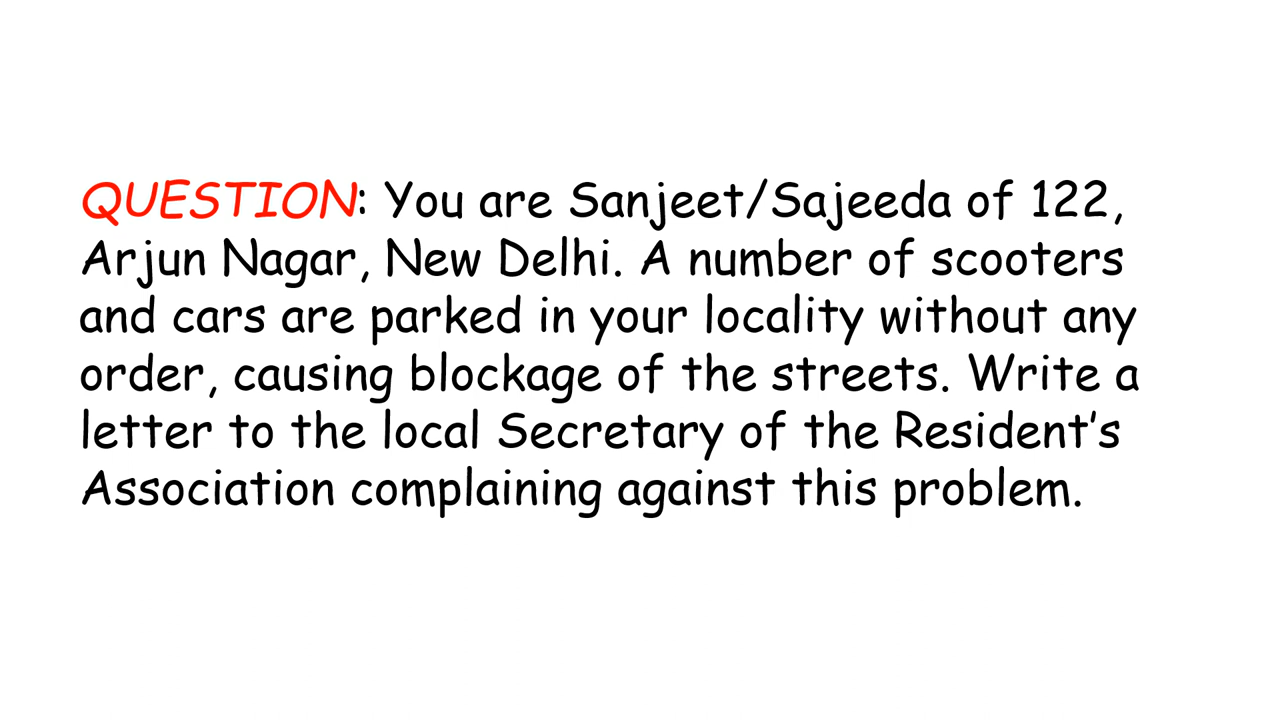 QUESTION: You are Sanjeet/Sajeeda of 122,
Arjun Nagar, New Delhi. A number of scooters
and cars are parked in your locality without any
order, causing blockage of the streets. Write a
letter to the local Secretary of the Resident’s
Association complaining against this problem.